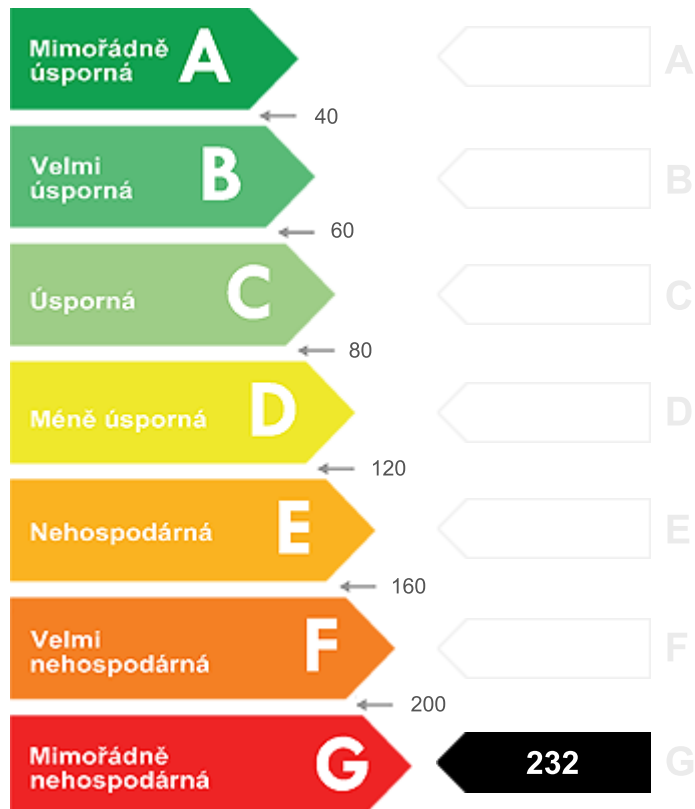 Mimořádně
úsporná
A
A
40
Velmi
úsporná
B
B
60
Úsporná
C
C
80
Méně úsporná
D
D
120
Nehospodárná
E
E
160
Velmi
nehospodárná
F
F
200
Mimořádně
nehospodárná
G
232
G